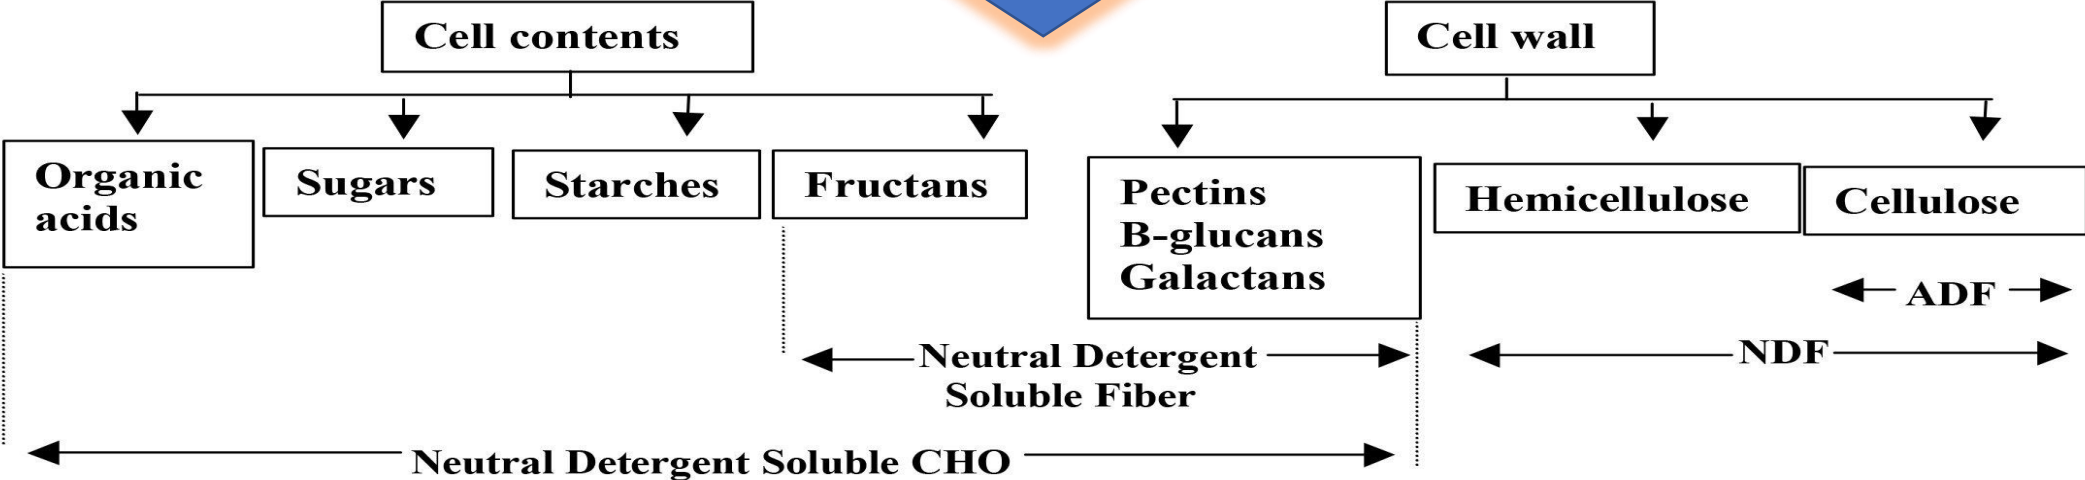 Cell contents
Cell wall
Organic
acids
Sugars
Starches
Fructans
Pectins
B-glucans
Galactans
Hemicellulose
Cellulose
ADF
Neutral Detergent
Soluble Fiber
NDF
Neutral Detergent Soluble CHO